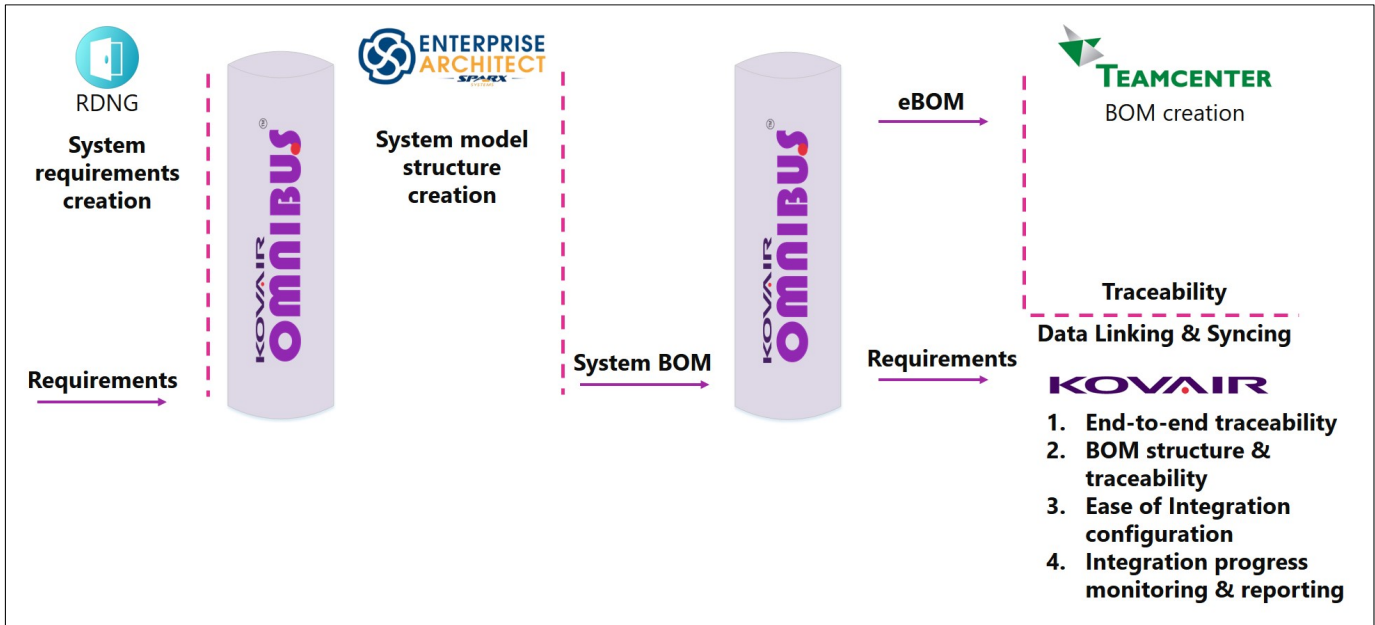 RDNG
System
requirements
creation
Requirements
KOVAIR
OMNIBUS®
ENTERPRISE
ARCHITECT
SPARX
SYSTEMS
System model
structure
creation
System BOM
KOVAIR
OMNIBUS®
eBOM
Requirements
TEAMCENTER
BOM creation
Traceability
Data Linking & Syncing
KOVAIR
1. End-to-end traceability
2. BOM structure &
traceability
3. Ease of Integration
configuration
4. Integration progress
monitoring & reporting